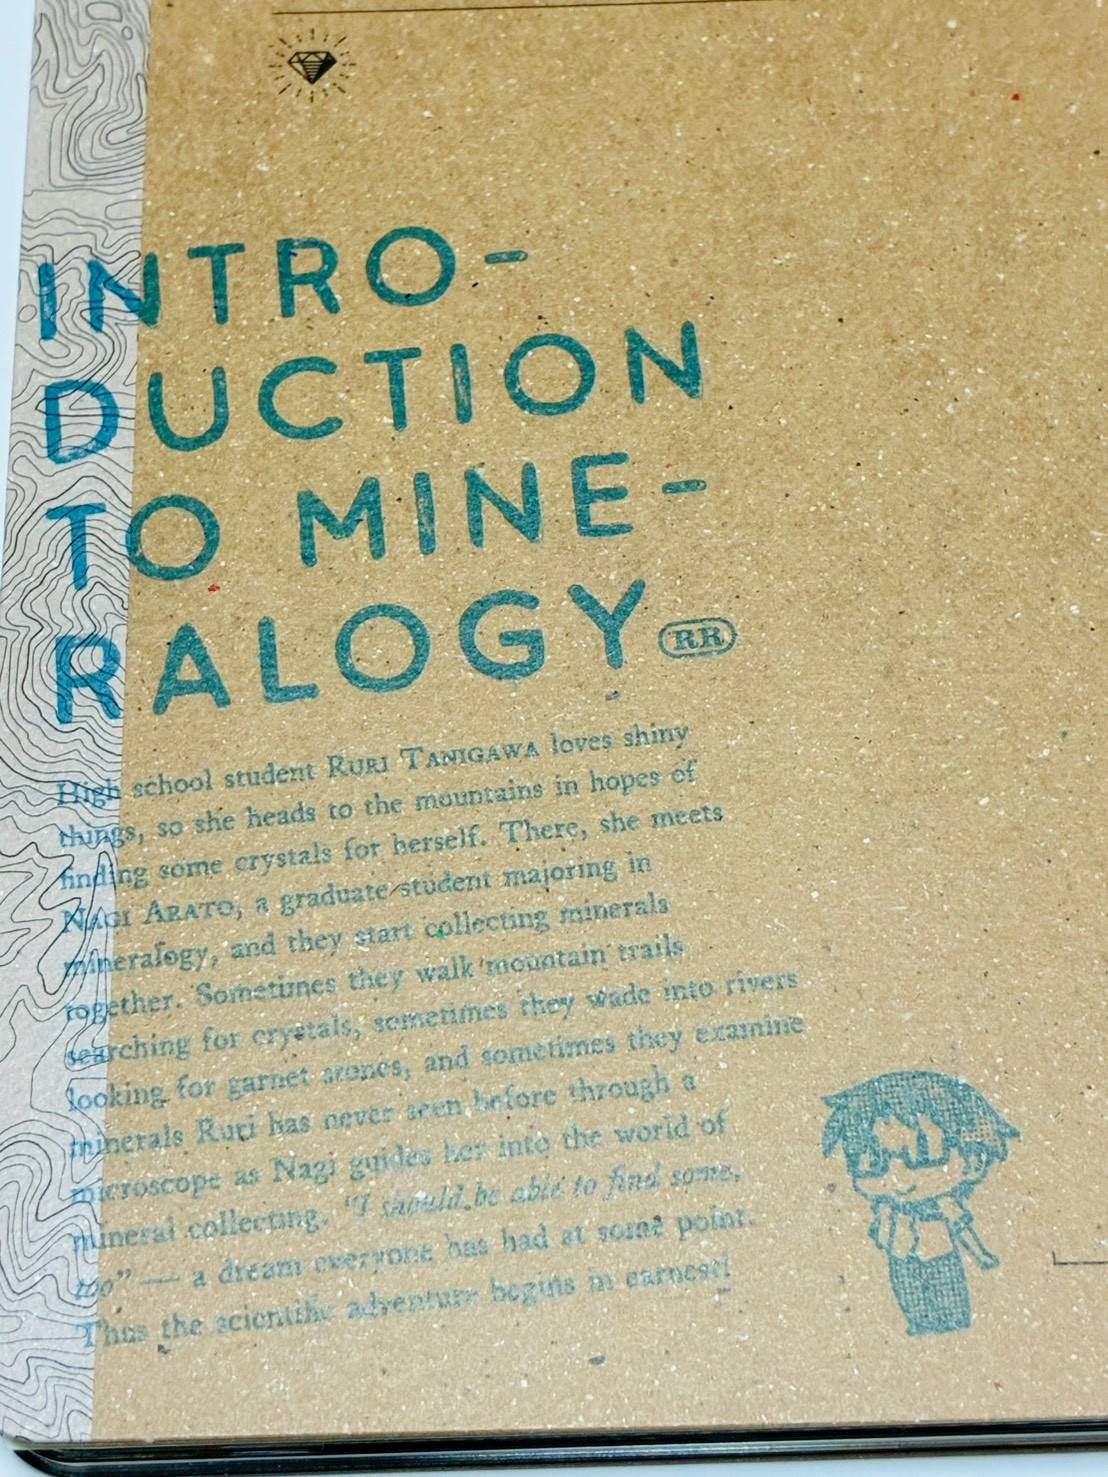 INTRO-
DUCTION
TO MINE-
RALOGY RR
High school student RURI TANIGAWA loves shiny
things, so she heads to the mountains in hopes of
finding some crystals for herself. There, she meets
NAGI ARATO, a graduate student majoring in
mineralogy, and they start collecting minerals
together. Sometimes they walk mountain trails
searching for crystals, sometimes they wade into rivers
looking for garnet stones, and sometimes they examine
minerals Ruri has never seen before through a
microscope as Nagi guides her into the world of
mineral collecting. "I should be able to find some,
too" — a dream everyone has had at some point.
Thus the scientific adventure begins in earnest!